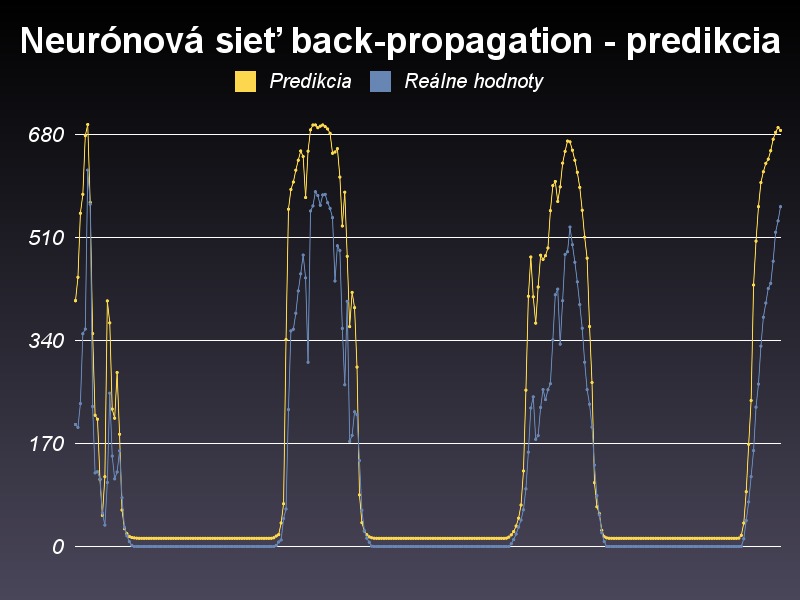 Neurónová sieť back-propagation - predikcia
Predikcia Reálne hodnoty
680
510
340
170
0